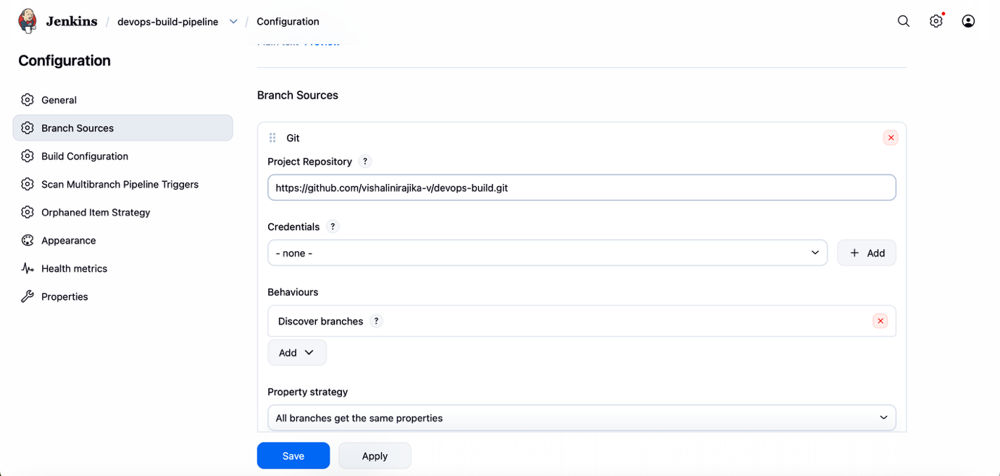 Jenkins / devops-build-pipeline / Configuration
Configuration
General
Branch Sources
Build Configuration
Scan Multibranch Pipeline Triggers
Orphaned Item Strategy
Appearance
Health metrics
Properties
Branch Sources
Git
Project Repository ?
https://github.com/vishalinirajika-v/devops-build.git
Credentials ?
- none -
+ Add
Behaviours
Discover branches ?
Add
Property strategy
All branches get the same properties
Save
Apply